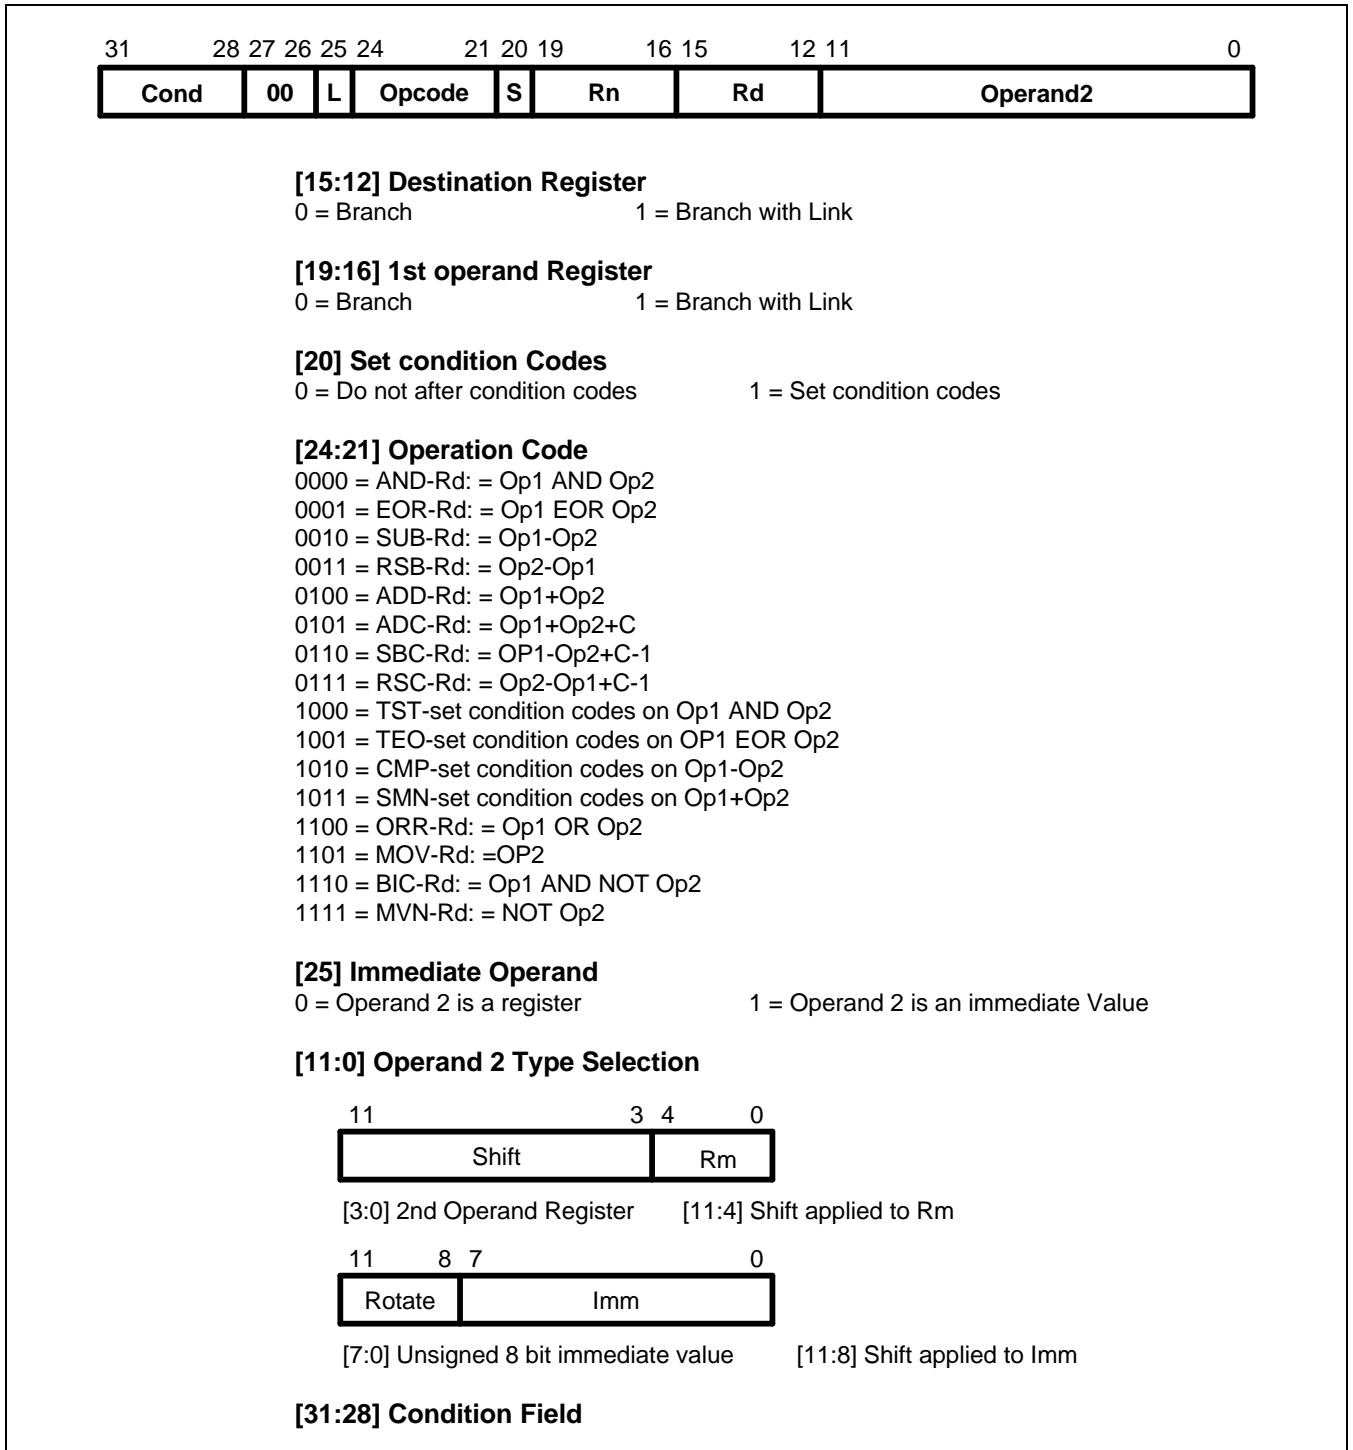 31 28 27 26 25 24 21 20 19 16 15 12 11 0
Cond 00 L Opcode S Rn Rd Operand2
[15:12] Destination Register
0 = Branch 1 = Branch with Link
[19:16] 1st operand Register
0 = Branch 1 = Branch with Link
[20] Set condition Codes
0 = Do not after condition codes 1 = Set condition codes
[24:21] Operation Code
0000 = AND-Rd: = Op1 AND Op2
0001 = EOR-Rd: = Op1 EOR Op2
0010 = SUB-Rd: = Op1-Op2
0011 = RSB-Rd: = Op2-Op1
0100 = ADD-Rd: = Op1+Op2
0101 = ADC-Rd: = Op1+Op2+C
0110 = SBC-Rd: = OP1-Op2+C-1
0111 = RSC-Rd: = Op2-Op1+C-1
1000 = TST-set condition codes on Op1 AND Op2
1001 = TEO-set condition codes on OP1 EOR Op2
1010 = CMP-set condition codes on Op1-Op2
1011 = SMN-set condition codes on Op1+Op2
1100 = ORR-Rd: = Op1 OR Op2
1101 = MOV-Rd: =OP2
1110 = BIC-Rd: = Op1 AND NOT Op2
1111 = MVN-Rd: = NOT Op2
[25] Immediate Operand
0 = Operand 2 is a register 1 = Operand 2 is an immediate Value
[11:0] Operand 2 Type Selection
11 3 4 0
Shift Rm
[3:0] 2nd Operand Register [11:4] Shift applied to Rm
11 8 7 0
Rotate Imm
[7:0] Unsigned 8 bit immediate value [11:8] Shift applied to Imm
[31:28] Condition Field